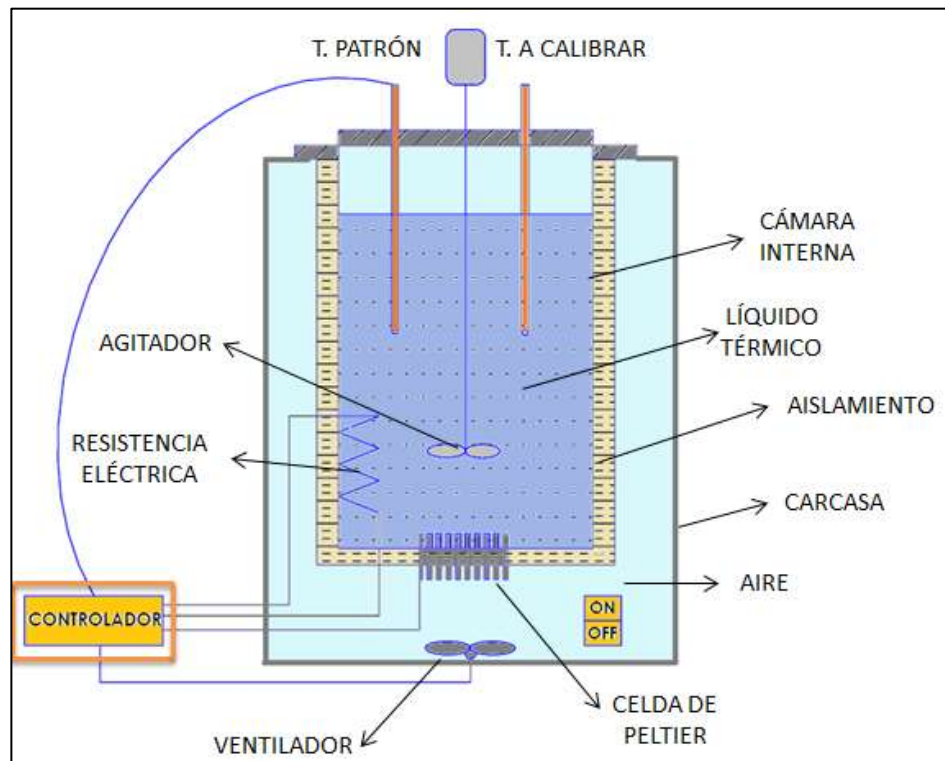 T. PATRÓN
T. A CALIBRAR
CÁMARA
INTERNA
LÍQUIDO
TÉRMICO
AGITADOR
AISLAMIENTO
RESISTENCIA
ELÉCTRICA
CARCASA
AIRE
CONTROLADOR
ON
OFF
CELDA DE
PELTIER
VENTILADOR